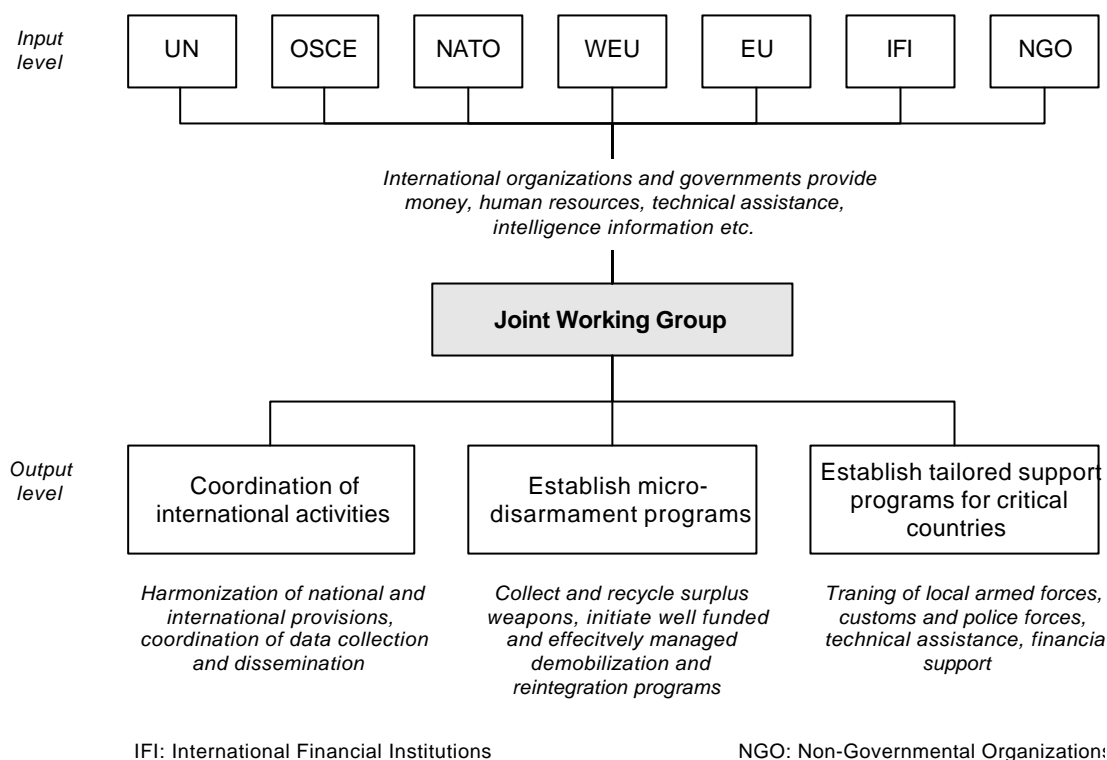 Input
level
UN
OSCE
NATO
WEU
EU
IFI
NGO
International organizations and governments provide
money, human resources, technical assistance,
intelligence information etc.
Joint Working Group
Output
level
Coordination of
international activities
Establish micro-
disarmament programs
Establish tailored support
programs for critical
countries
Harmonization of national and
international provisions,
coordination of data collection
and dissemination
Collect and recycle surplus
weapons, initiate well funded
and effecitvely managed
demobilization and
reintegration programs
Traning of local armed forces,
customs and police forces,
technical assistance, financia
support
IFI: International Financial Institutions
NGO: Non-Governmental Organizations